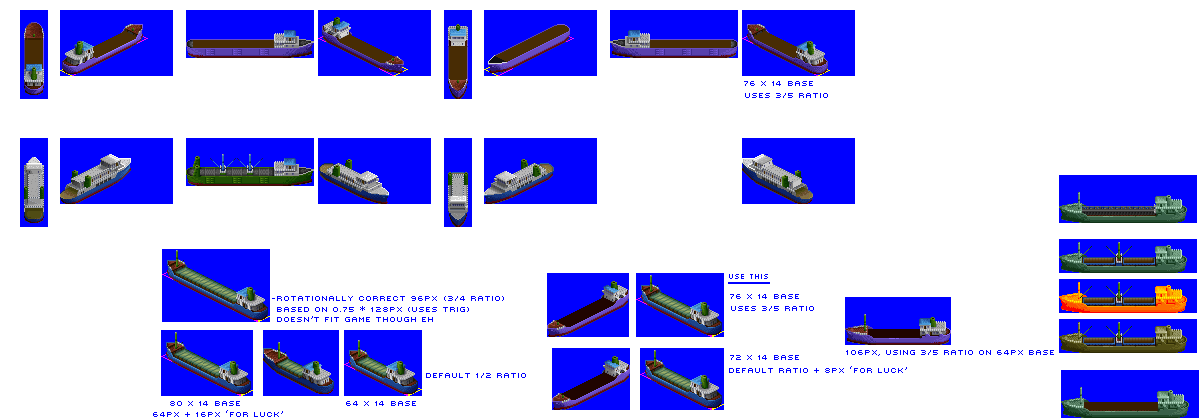 76 X 14 BASE
USES 3/5 RATIO
USE THIS
-ROTATIONALLY CORRECT 96PX (3/4 RATIO)
BASED ON 0.75 * 128PX (USES TRIG)
DOESN'T FIT GAME THOUGH EH
76 X 14 BASE
USES 3/5 RATIO
106PX, USING 3/5 RATIO ON 64PX BASE
72 X 14 BASE
DEFAULT RATIO + 8PX 'FOR LUCK'
DEFAULT 1/2 RATIO
80 X 14 BASE
64PX + 16PX 'FOR LUCK'
64 X 14 BASE